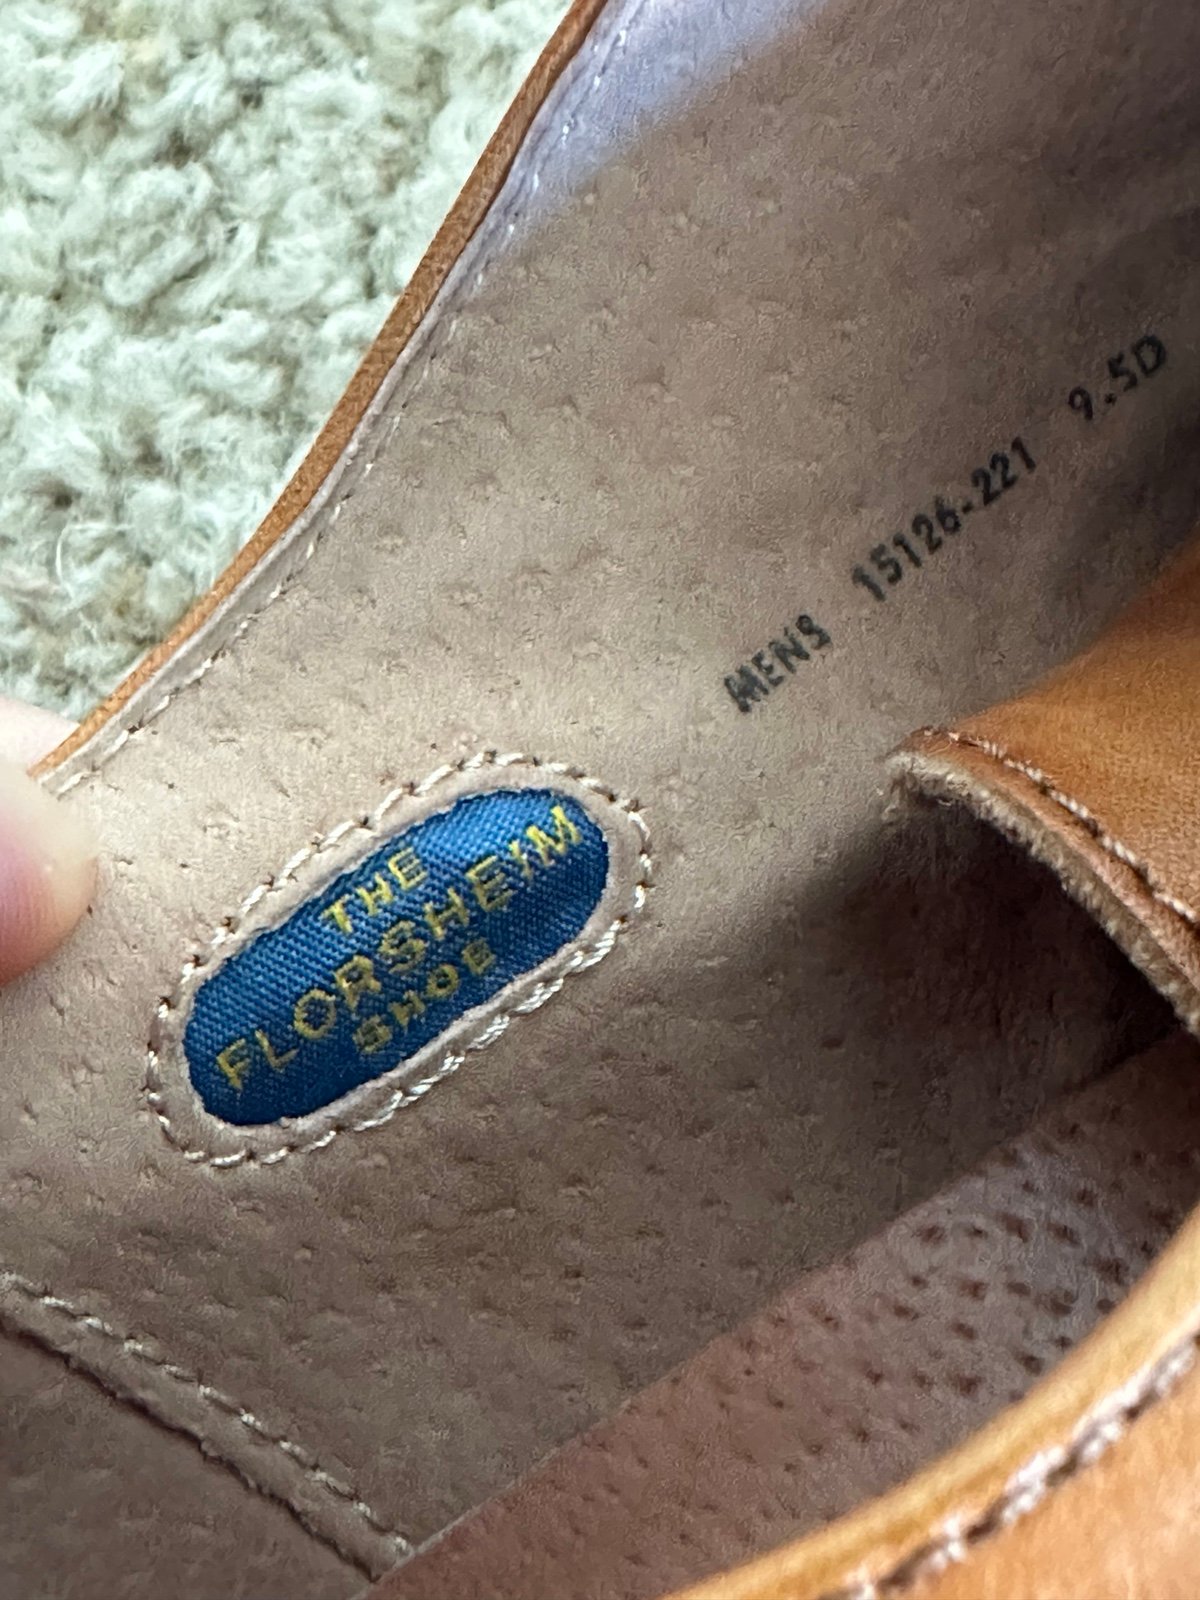 MENS 15126-221 9.5D
THE
FLORSHEIM
SHOE